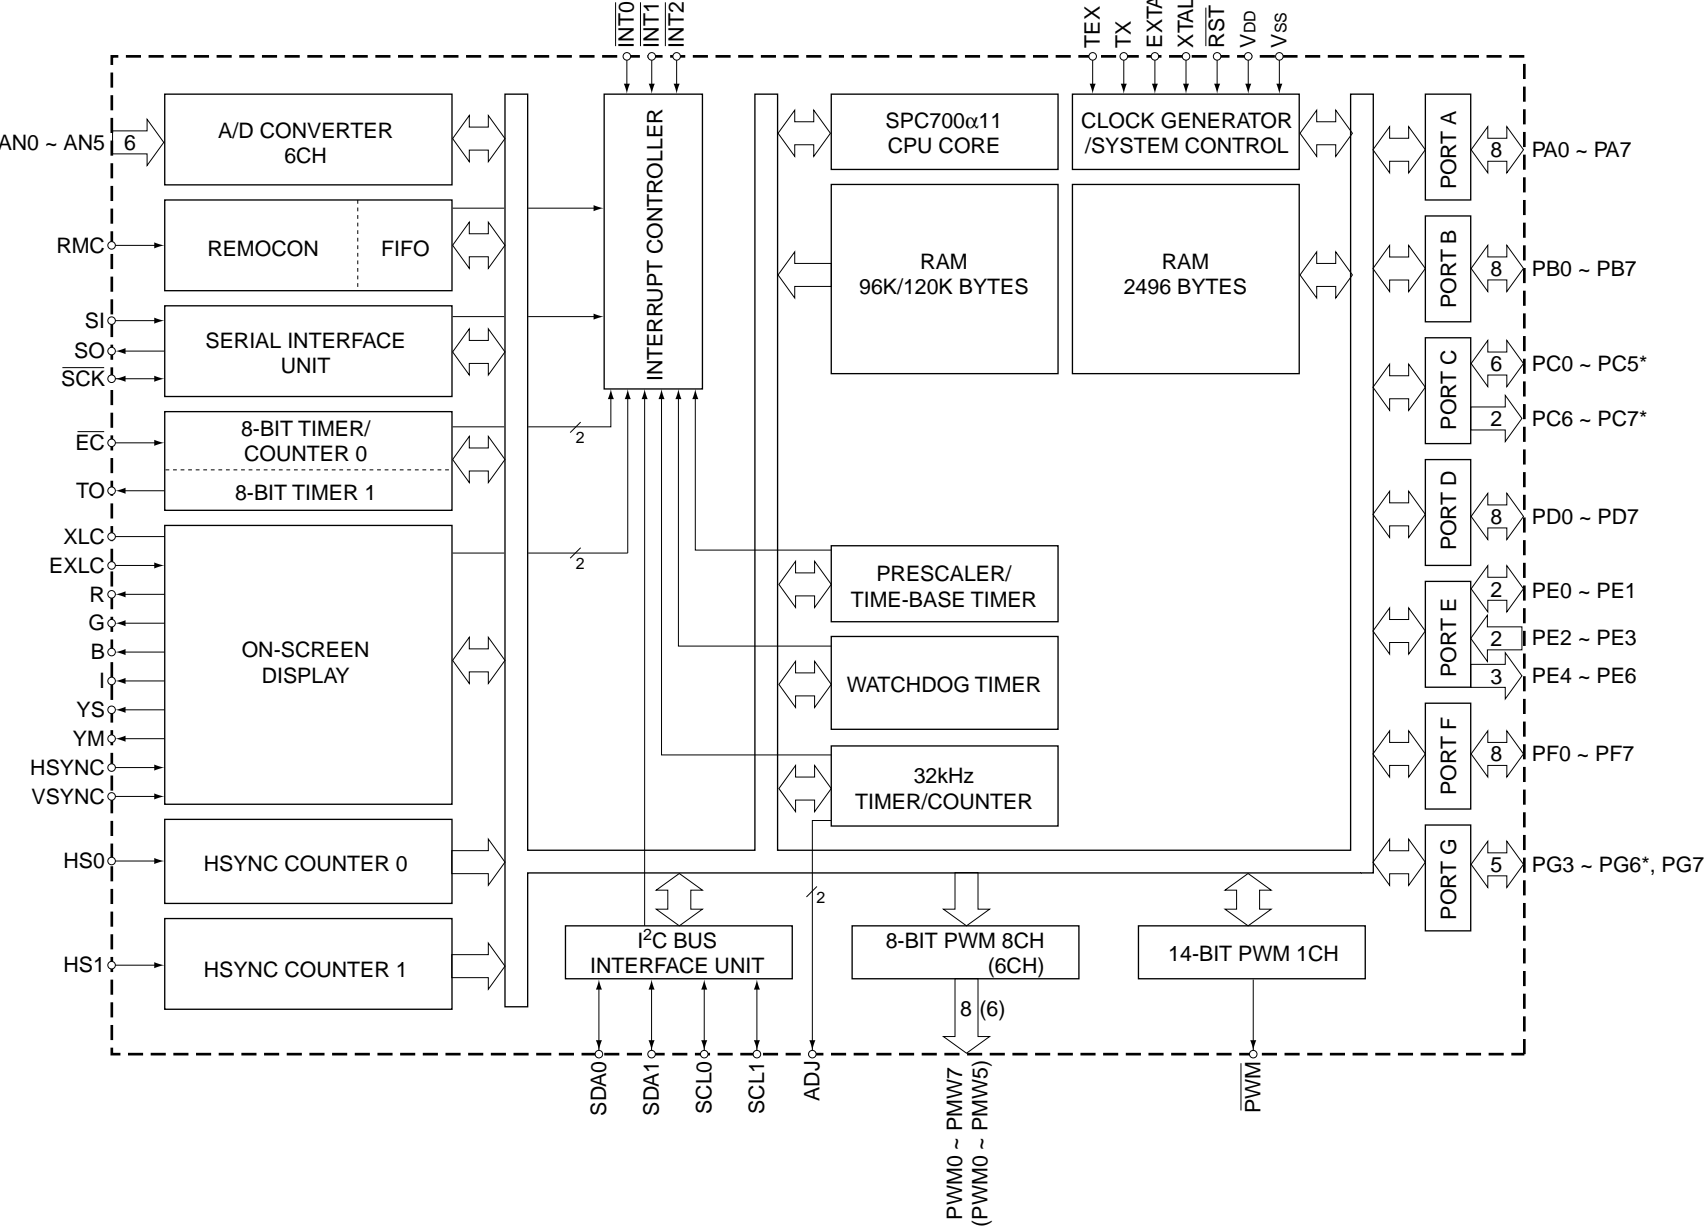 INT0
INT1
INT2
TEX
TX
EXTA
XTAL
RST
VDD
VSS
AN0 ~ AN5
6
A/D CONVERTER
6CH
RMC
REMOCON
FIFO
SI
SO
SCK
SERIAL INTERFACE
UNIT
EC
TO
8-BIT TIMER/
COUNTER 0
8-BIT TIMER 1
2
XLC
EXLC
R
G
B
I
YS
YM
HSYNC
VSYNC
ON-SCREEN
DISPLAY
2
HS0
HSYNC COUNTER 0
HS1
HSYNC COUNTER 1
INTERRUPT CONTROLLER
SPC700α11
CPU CORE
CLOCK GENERATOR
/SYSTEM CONTROL
RAM
96K/120K BYTES
RAM
2496 BYTES
PRESCALER/
TIME-BASE TIMER
WATCHDOG TIMER
32kHz
TIMER/COUNTER
2
PORT A
8
PA0 ~ PA7
PORT B
8
PB0 ~ PB7
PORT C
6
PC0 ~ PC5*
2
PC6 ~ PC7*
PORT D
8
PD0 ~ PD7
PORT E
2
PE0 ~ PE1
2
PE2 ~ PE3
3
PE4 ~ PE6
PORT F
8
PF0 ~ PF7
PORT G
5
PG3 ~ PG6*, PG7
I²C BUS
INTERFACE UNIT
8-BIT PWM 8CH
(6CH)
14-BIT PWM 1CH
8 (6)
SDA0
SDA1
SCL0
SCL1
ADJ
PWM0 ~ PMW7
(PWM0 ~ PMW5)
PWM